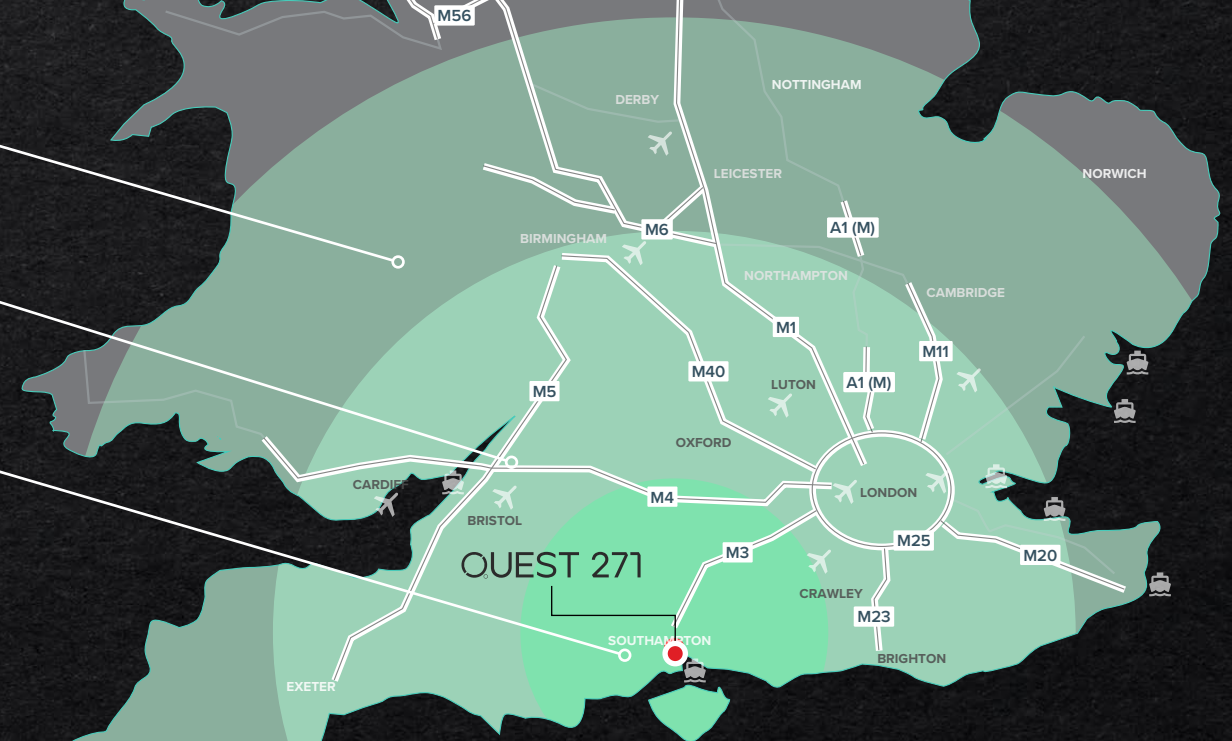 M56
NOTTINGHAM
DERBY
LEICESTER
NORWICH
A1 (M)
M6
BIRMINGHAM
NORTHAMPTON
CAMBRIDGE
M1
M11
M40
LUTON
A1 (M)
M5
OXFORD
CARDIFF
M4
LONDON
BRISTOL
M25
M3
M20
QUEST 271
CRAWLEY
M23
SOUTHAMPTON
BRIGHTON
EXETER